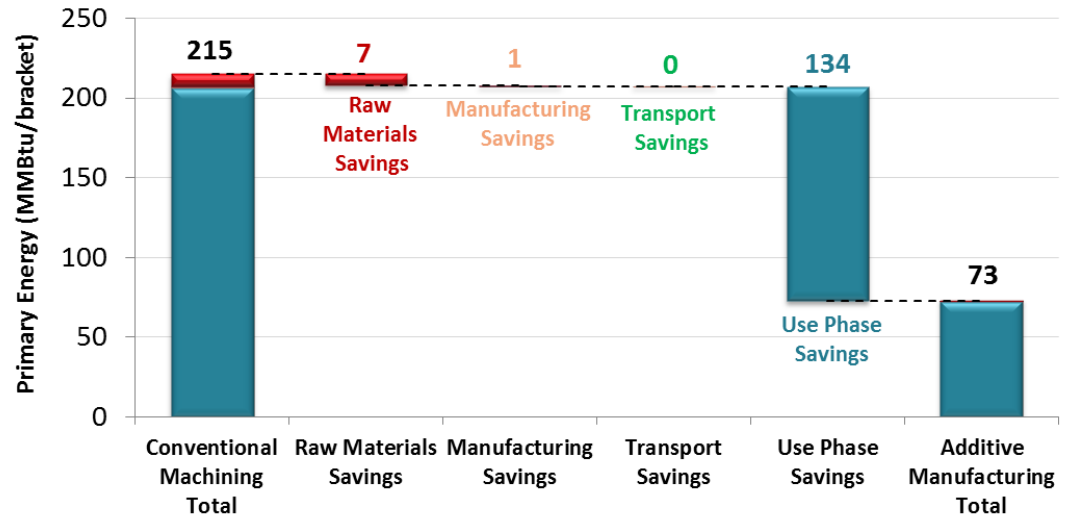 Primary Energy (MMBtu/bracket)
250
200
150
100
50
0
215
7
1
0
134
73
Raw
Materials
Savings
Manufacturing
Savings
Transport
Savings
Use Phase
Savings
Conventional
Machining
Total
Raw Materials
Savings
Manufacturing
Savings
Transport
Savings
Use Phase
Savings
Additive
Manufacturing
Total